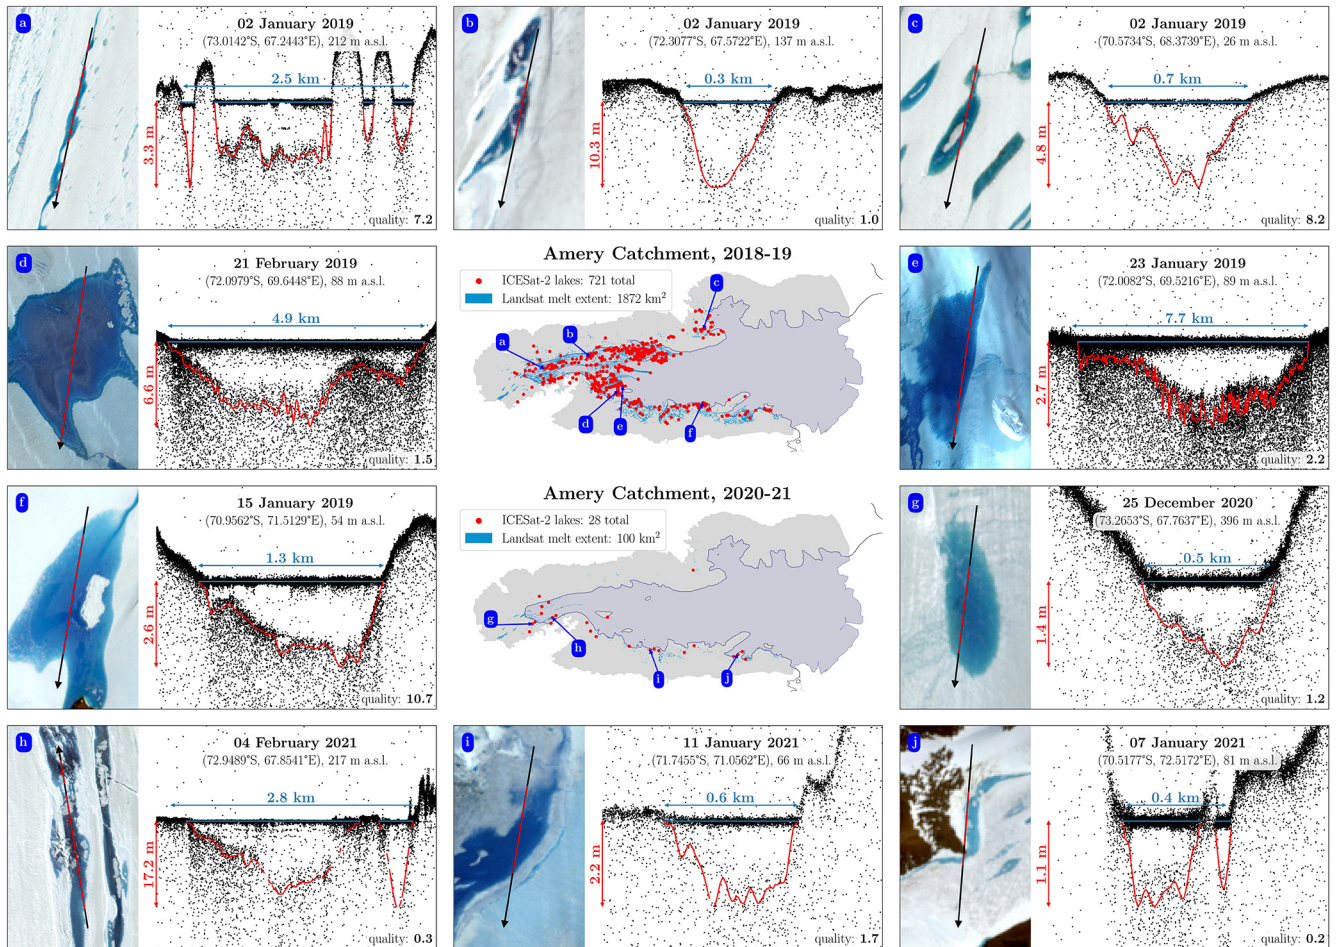 a
02 January 2019
(73.0142°S, 67.2443°E), 212 m a.s.l.
2.5 km
3.3 m
quality: 7.2
b
02 January 2019
(72.3077°S, 67.5722°E), 137 m a.s.l.
0.3 km
10.3 m
quality: 1.0
c
02 January 2019
(70.5734°S, 68.3739°E), 26 m a.s.l.
0.7 km
4.8 m
quality: 8.2
d
21 February 2019
(72.0979°S, 69.6448°E), 88 m a.s.l.
4.9 km
6.6 m
quality: 1.5
Amery Catchment, 2018-19
ICESat-2 lakes: 721 total
Landsat melt extent: 1872 km²
c
b
a
d
e
f
e
23 January 2019
(72.0082°S, 69.5216°E), 89 m a.s.l.
7.7 km
2.7 m
quality: 2.2
f
15 January 2019
(70.9562°S, 71.5129°E), 54 m a.s.l.
1.3 km
2.6 m
quality: 10.7
Amery Catchment, 2020-21
ICESat-2 lakes: 28 total
Landsat melt extent: 100 km²
g
h
i
j
g
25 December 2020
(73.2653°S, 67.7637°E), 396 m a.s.l.
0.5 km
1.4 m
quality: 1.2
h
04 February 2021
(72.9489°S, 67.8541°E), 217 m a.s.l.
2.8 km
17.2 m
quality: 0.3
i
11 January 2021
(71.7455°S, 71.0562°E), 66 m a.s.l.
0.6 km
2.2 m
quality: 1.7
j
07 January 2021
(70.5177°S, 72.5172°E), 81 m a.s.l.
0.4 km
1.1 m
quality: 0.2